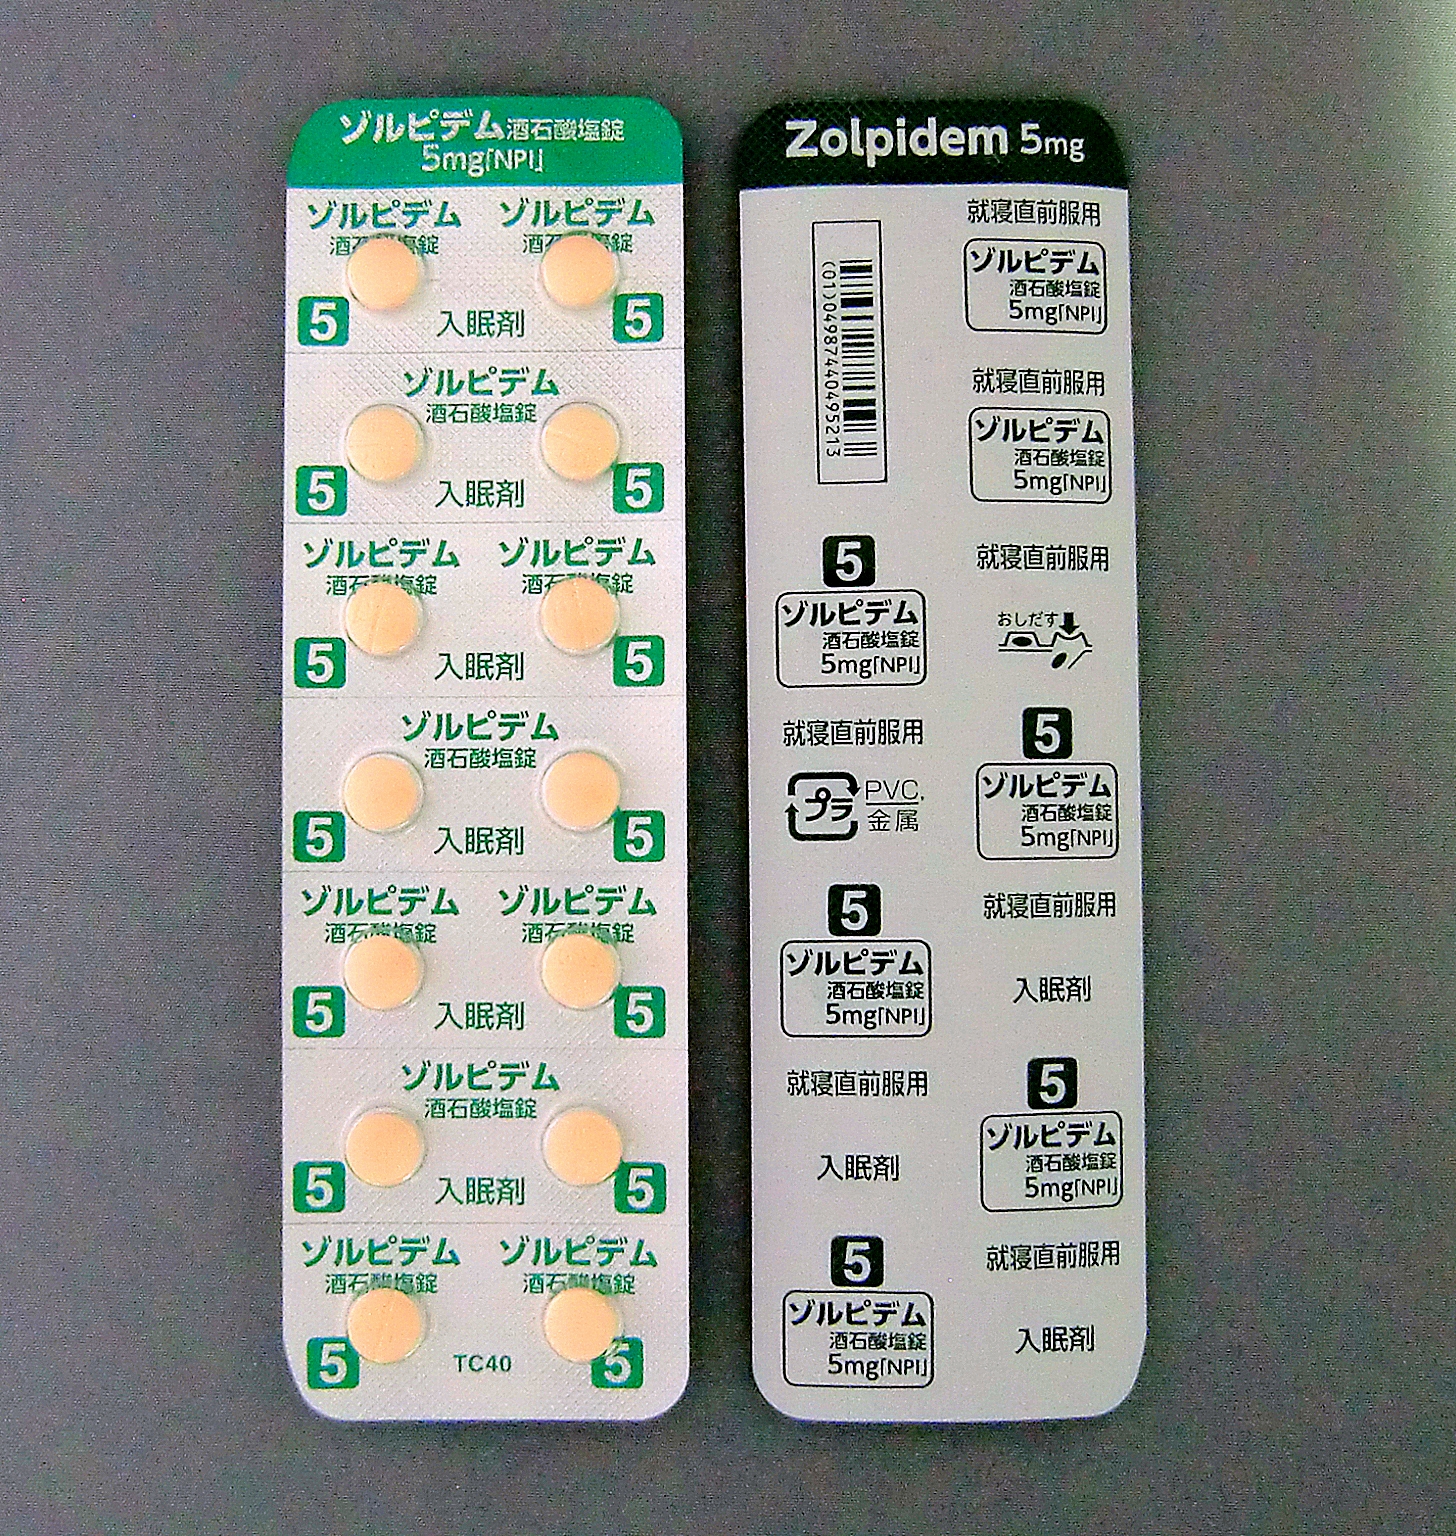 ゾルピデム酒石酸塩錠
5mg「NPI」
ゾルピデム ゾルピデム
酒石酸塩錠 酒石酸塩錠
5 入眠剤 5
ゾルピデム
酒石酸塩錠
5 入眠剤 5
ゾルピデム ゾルピデム
酒石酸塩錠 酒石酸塩錠
5 入眠剤 5
ゾルピデム
酒石酸塩錠
5 入眠剤 5
ゾルピデム ゾルピデム
酒石酸塩錠 酒石酸塩錠
5 入眠剤 5
ゾルピデム
酒石酸塩錠
5 入眠剤 5
ゾルピデム ゾルピデム
酒石酸塩錠 酒石酸塩錠
5 TC40 5
Zolpidem 5mg
(01)04987440495213
就寝直前服用
ゾルピデム
酒石酸塩錠
5mg「NPI」
就寝直前服用
ゾルピデム
酒石酸塩錠
5mg「NPI」
5
ゾルピデム
酒石酸塩錠
5mg「NPI」
就寝直前服用
おしだす
就寝直前服用
プラ PVC,
金属
5
ゾルピデム
酒石酸塩錠
5mg「NPI」
5
ゾルピデム
酒石酸塩錠
5mg「NPI」
就寝直前服用
入眠剤
就寝直前服用
入眠剤
5
ゾルピデム
酒石酸塩錠
5mg「NPI」
5
ゾルピデム
酒石酸塩錠
5mg「NPI」
就寝直前服用
入眠剤